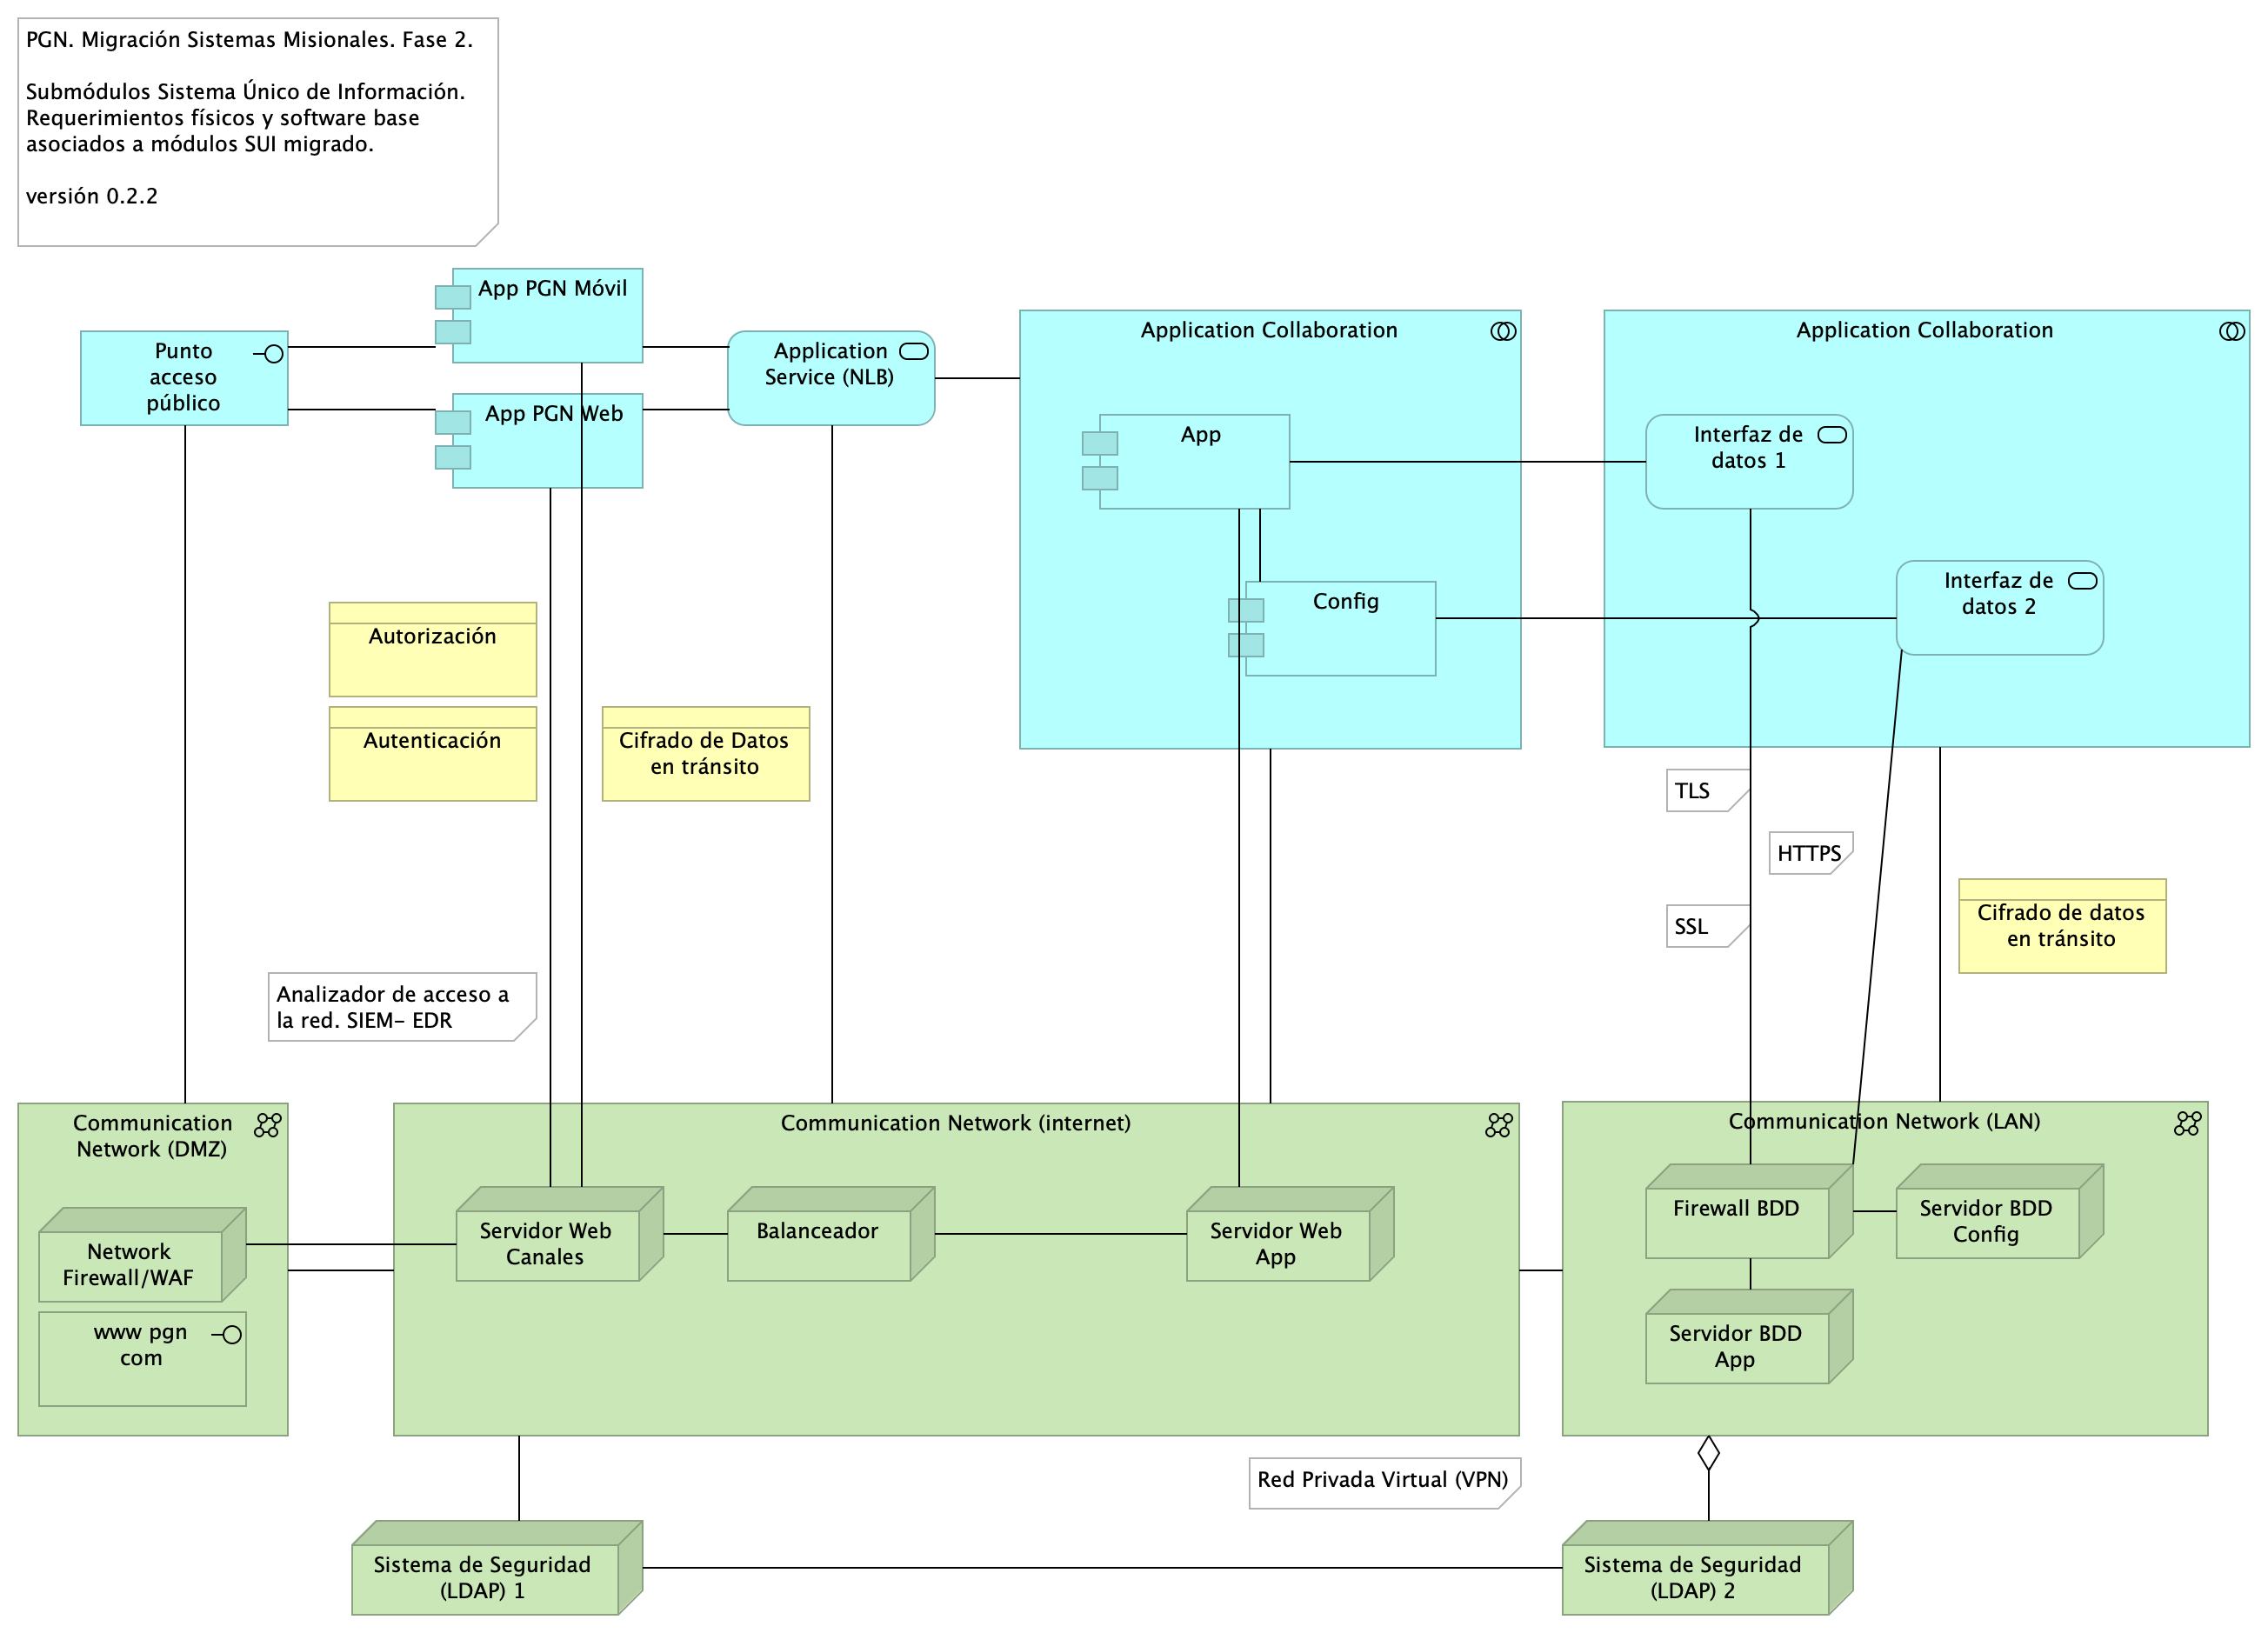 PGN. Migración Sistemas Misionales. Fase 2.
Submódulos Sistema Único de Información.
Requerimientos físicos y software base
asociados a módulos SUI migrado.
versión 0.2.2
App PGN Móvil
Punto
acceso
público
Application
Service (NLB)
App PGN Web
Application Collaboration
App
Config
Application Collaboration
Interfaz de
datos 1
Interfaz de
datos 2
Autorización
Autenticación
Cifrado de Datos
en tránsito
TLS
HTTPS
SSL
Cifrado de datos
en tránsito
Analizador de acceso a
la red. SIEM- EDR
Communication
Network (DMZ)
Network
Firewall/WAF
www pgn
com
Communication Network (internet)
Servidor Web
Canales
Balanceador
Servidor Web
App
Communication Network (LAN)
Firewall BDD
Servidor BDD
Config
Servidor BDD
App
Red Privada Virtual (VPN)
Sistema de Seguridad
(LDAP) 1
Sistema de Seguridad
(LDAP) 2